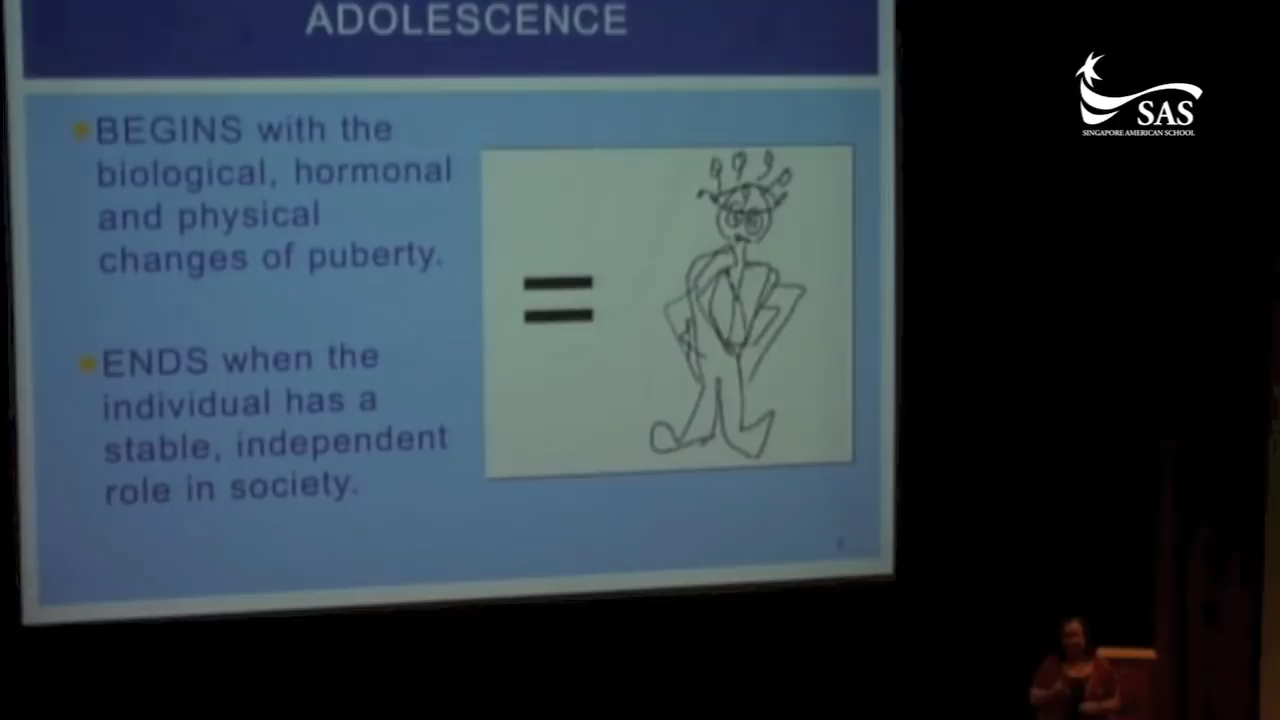 ADOLESCENCE
BEGINS with the
biological, hormonal
and physical
changes of puberty.
ENDS when the
individual has a
stable, independent
role in society.
=
SAS
SINGAPORE AMERICAN SCHOOL